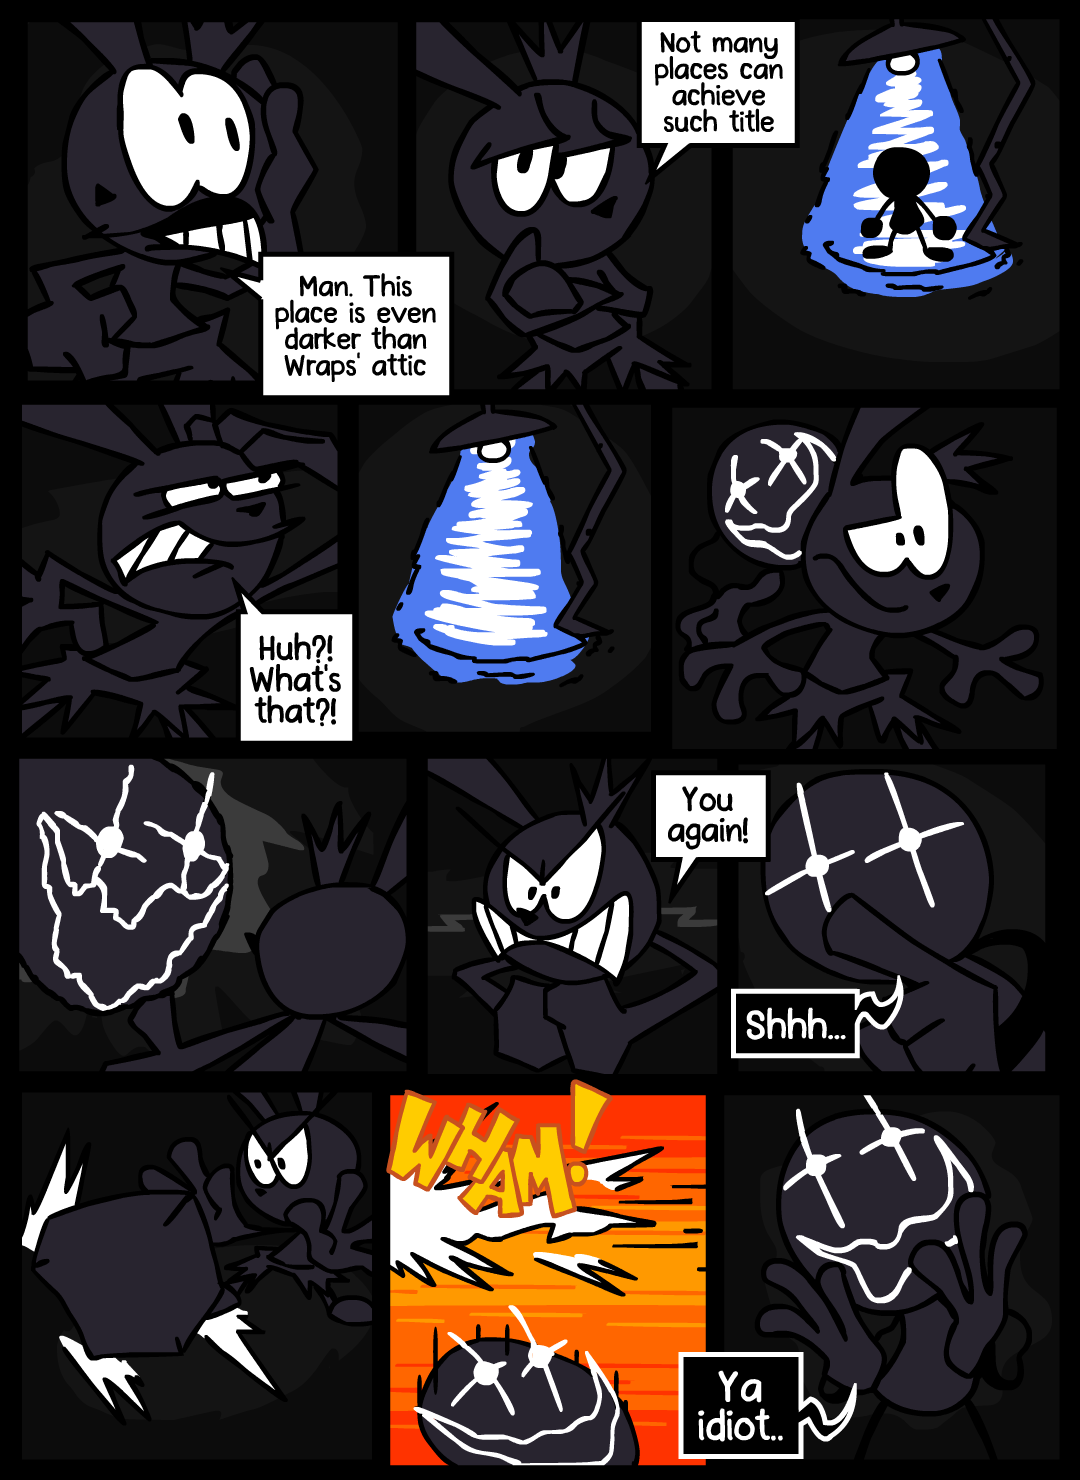 Not many
places can
achieve
such title
Man. This
place is even
darker than
Wraps' attic
Huh?!
What's
that?!
You
again!
Shhh...
WHAM!
Ya
idiot..